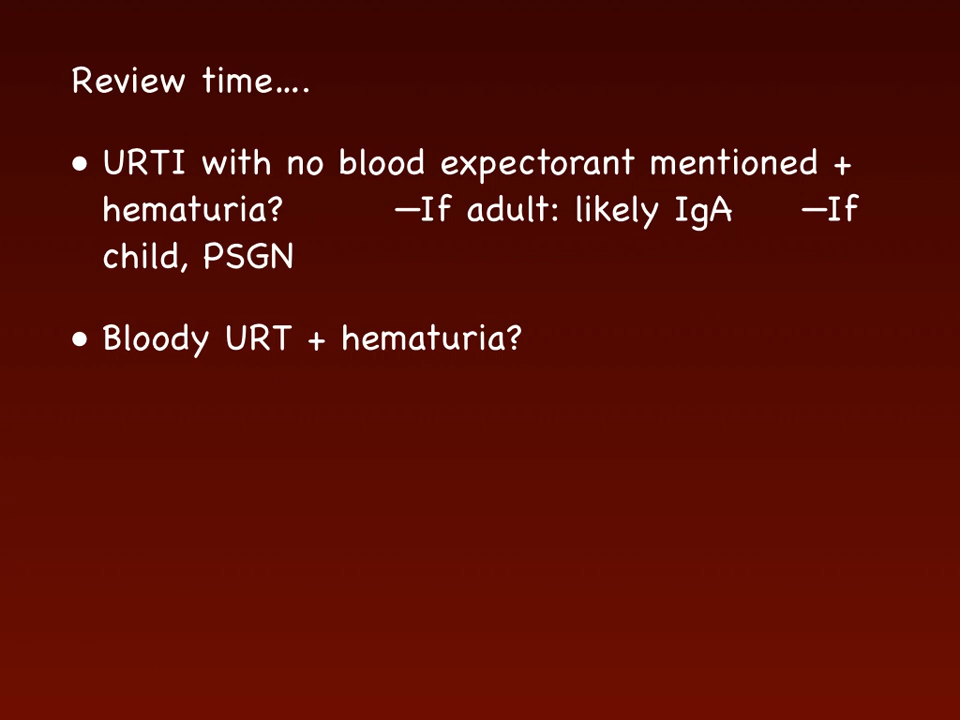 Review time....
• URTI with no blood expectorant mentioned +
hematuria? —If adult: likely IgA —If
child, PSGN
• Bloody URT + hematuria?